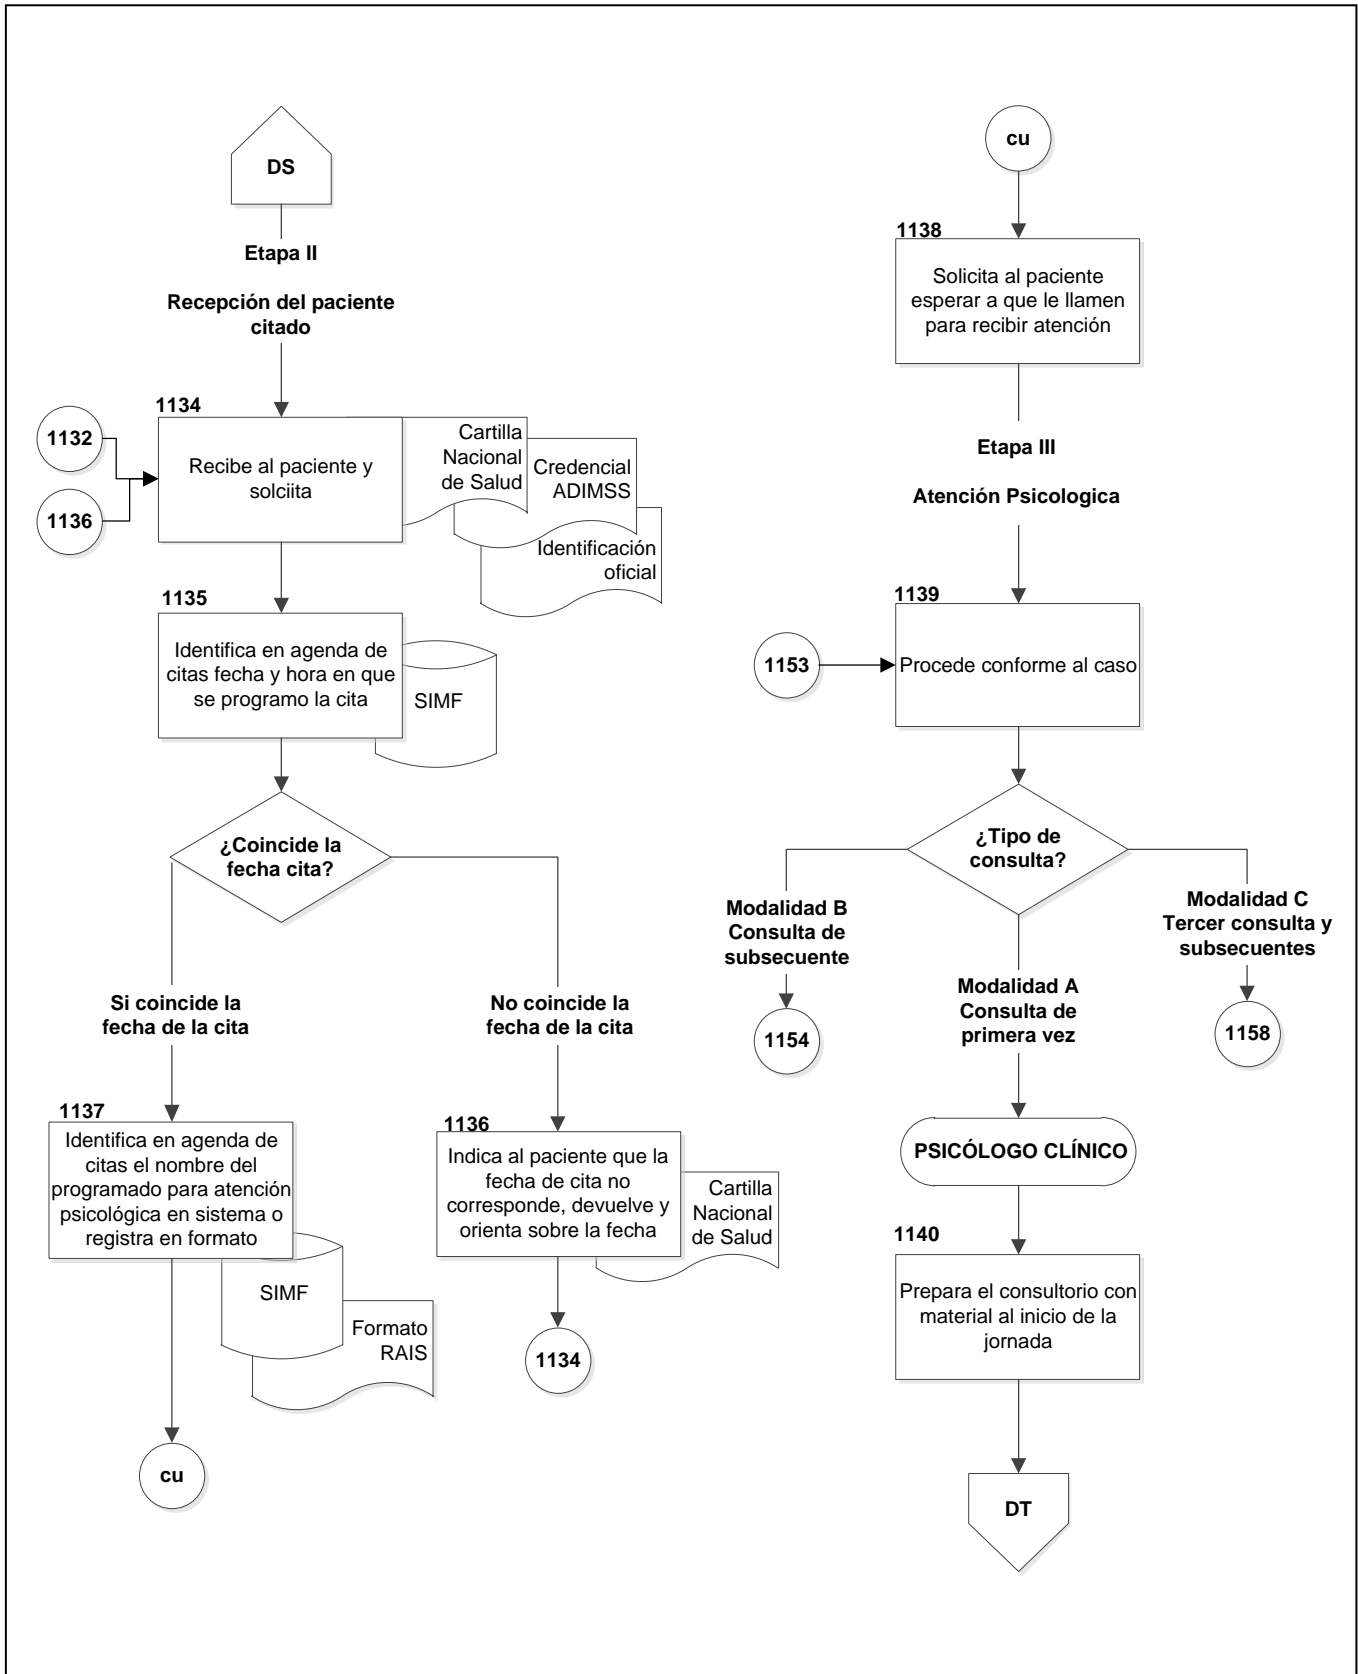 DS
Etapa II
Recepción del paciente
citado
1134
1132
1136
Recibe al paciente y
solciita
Cartilla
Nacional
de Salud
Credencial
ADIMSS
Identificación
oficial
1135
Identifica en agenda de
citas fecha y hora en que
se programo la cita
SIMF
¿Coincide la
fecha cita?
Si coincide la
fecha de la cita
No coincide la
fecha de la cita
1137
Identifica en agenda de
citas el nombre del
programado para atención
psicológica en sistema o
registra en formato
SIMF
Formato
RAIS
cu
1136
Indica al paciente que la
fecha de cita no
corresponde, devuelve y
orienta sobre la fecha
Cartilla
Nacional
de Salud
1134
cu
1138
Solicita al paciente
esperar a que le llamen
para recibir atención
Etapa III
Atención Psicologica
1139
1153
Procede conforme al caso
¿Tipo de
consulta?
Modalidad B
Consulta de
subsecuente
1154
Modalidad A
Consulta de
primera vez
Modalidad C
Tercer consulta y
subsecuentes
1158
PSICÓLOGO CLÍNICO
1140
Prepara el consultorio con
material al inicio de la
jornada
DT